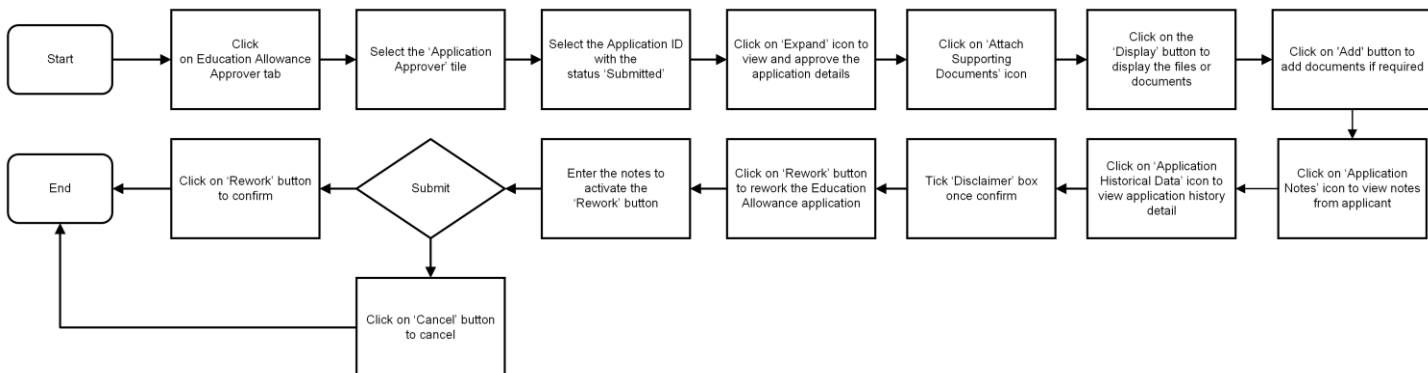 Start
Click
on Education Allowance
Approver tab
Select the ‘Application
Approver’ tile
Select the Application ID
with the
status ‘Submitted’
Click on ‘Expand’ icon to
view and approve the
application details
Click on ‘Attach
Supporting
Documents’ icon
Click on the
‘Display’ button to
display the files or
documents
Click on 'Add' button to
add documents if required
Click on ‘Application
Notes’ icon to view notes
from applicant
Click on ‘Application
Historical Data’ icon to
view application history
detail
Tick ‘Disclaimer’ box
once confirm
Click on ‘Rework’ button
to rework the Education
Allowance application
Enter the notes to
activate the
‘Rework’ button
Submit
Click on ‘Rework’ button
to confirm
End
Click on ‘Cancel’ button
to cancel